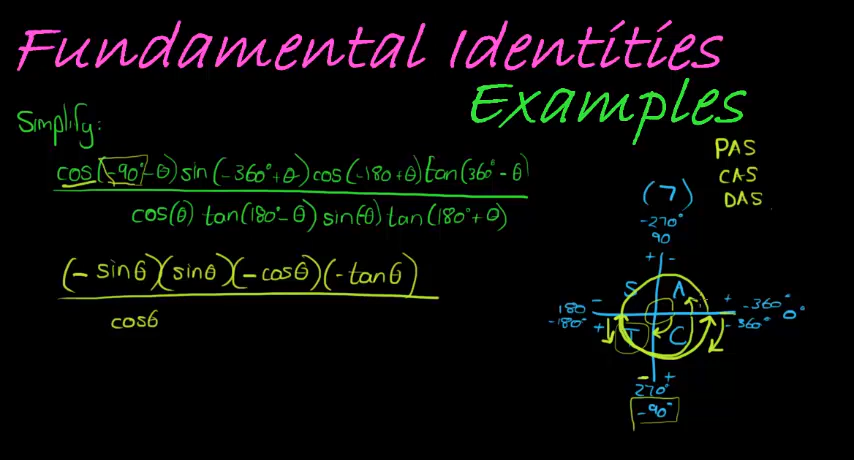 Fundamental Identities
Examples
Simplify:
cos(-90°-θ)sin(-360°+θ)cos(-180+θ)tan(360°-θ)
cos(θ) tan(180°-θ) sin(-θ) tan(180°+θ)
(-sinθ)(sinθ)(-cosθ)(-tanθ)
cosθ
PAS
CAS
DAS
(7)
-270°
90
+ -
S A
180 - + -360°
-180° + - -360° 0°
T C
- +
270°
-90°